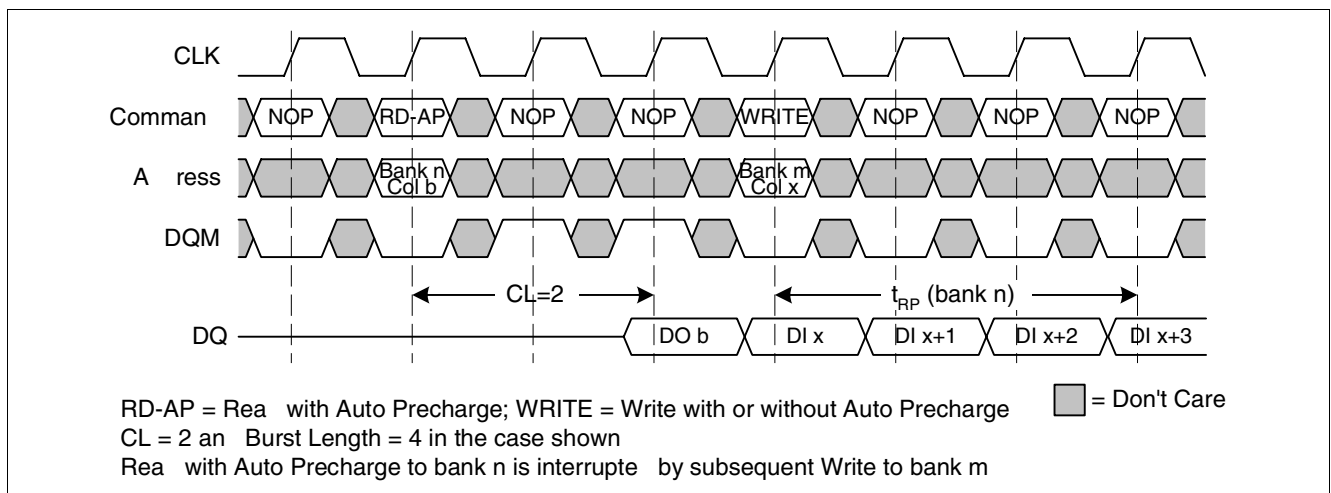 CLK
Comman NOP RD-AP NOP NOP WRITE NOP NOP NOP
A ress Bank n Col b Bank m Col x
DQM
CL=2 tRP (bank n)
DQ DO b DI x DI x+1 DI x+2 DI x+3
RD-AP = Rea with Auto Precharge; WRITE = Write with or without Auto Precharge
= Don't Care
CL = 2 an Burst Length = 4 in the case shown
Rea with Auto Precharge to bank n is interrupte by subsequent Write to bank m